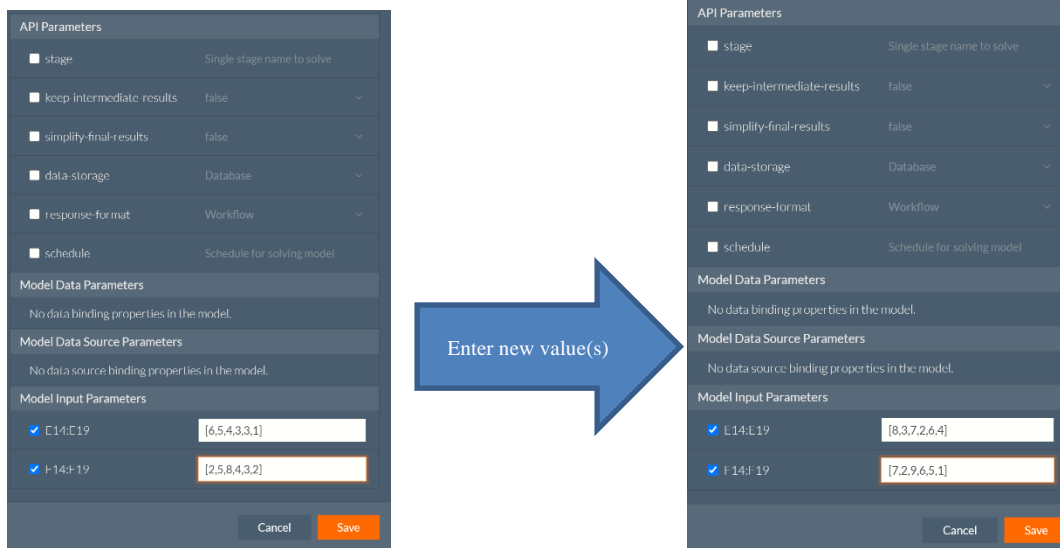 API Parameters
stage Single stage name to solve
keep-intermediate-results false
simplify-final-results false
data-storage Database
response-format Workflow
schedule Schedule for solving model
Model Data Parameters
No data binding properties in the model.
Model Data Source Parameters
No data source binding properties in the model.
Model Input Parameters
E14:E19 [6,5,4,3,3,1]
F14:F19 [2,5,8,4,3,2]
Cancel Save
Enter new value(s)
API Parameters
stage Single stage name to solve
keep-intermediate-results false
simplify-final-results false
data-storage Database
response-format Workflow
schedule Schedule for solving model
Model Data Parameters
No data binding properties in the model.
Model Data Source Parameters
No data source binding properties in the model.
Model Input Parameters
E14:E19 [8,3,7,2,6,4]
F14:F19 [7,2,9,6,5,1]
Cancel Save